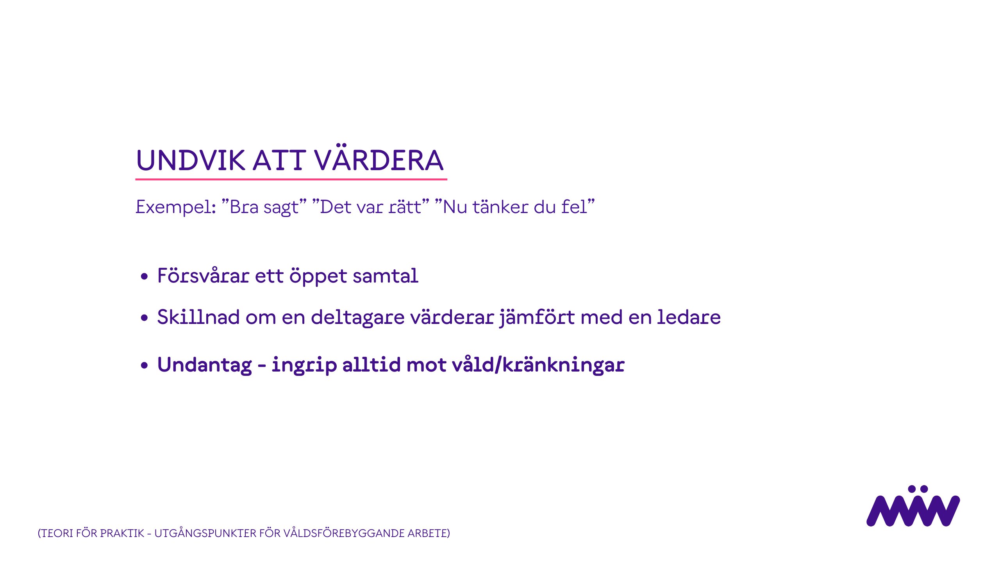 UNDVIK ATT VÄRDERA
Exempel: ”Bra sagt” ”Det var rätt” ”Nu tänker du fel”
• Försvårar ett öppet samtal
• Skillnad om en deltagare värderar jämfört med en ledare
• Undantag - ingrip alltid mot våld/kränkningar
MÄN
(TEORI FÖR PRAKTIK - UTGÅNGSPUNKTER FÖR VÅLDSFÖREBYGGANDE ARBETE)